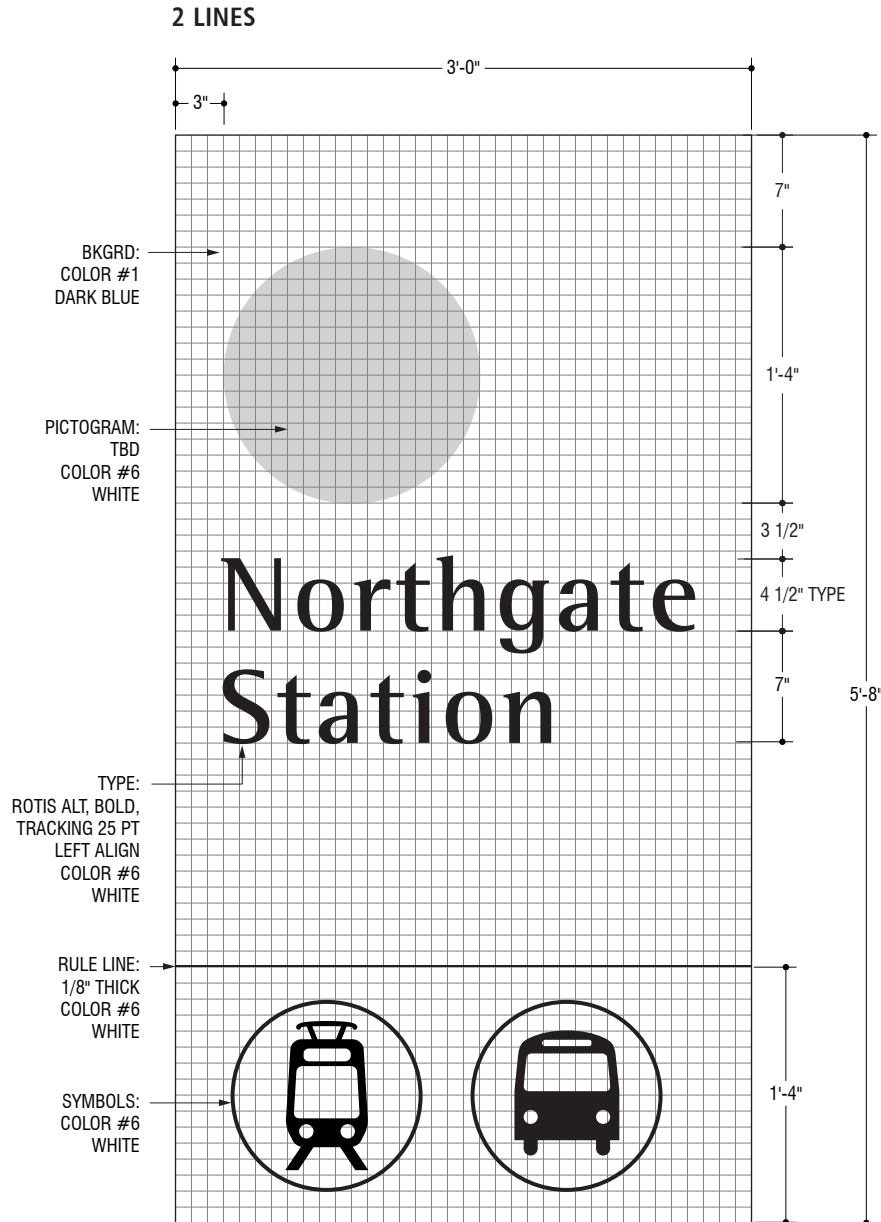 2 LINES
3'-0"
3"
7"
BKGRD:
COLOR #1
DARK BLUE
1'-4"
PICTOGRAM:
TBD
COLOR #6
WHITE
3 1/2"
Northgate
4 1/2" TYPE
Station
7"
5'-8"
TYPE:
ROTIS ALT, BOLD,
TRACKING 25 PT
LEFT ALIGN
COLOR #6
WHITE
RULE LINE:
1/8" THICK
COLOR #6
WHITE
SYMBOLS:
COLOR #6
WHITE
1'-4"